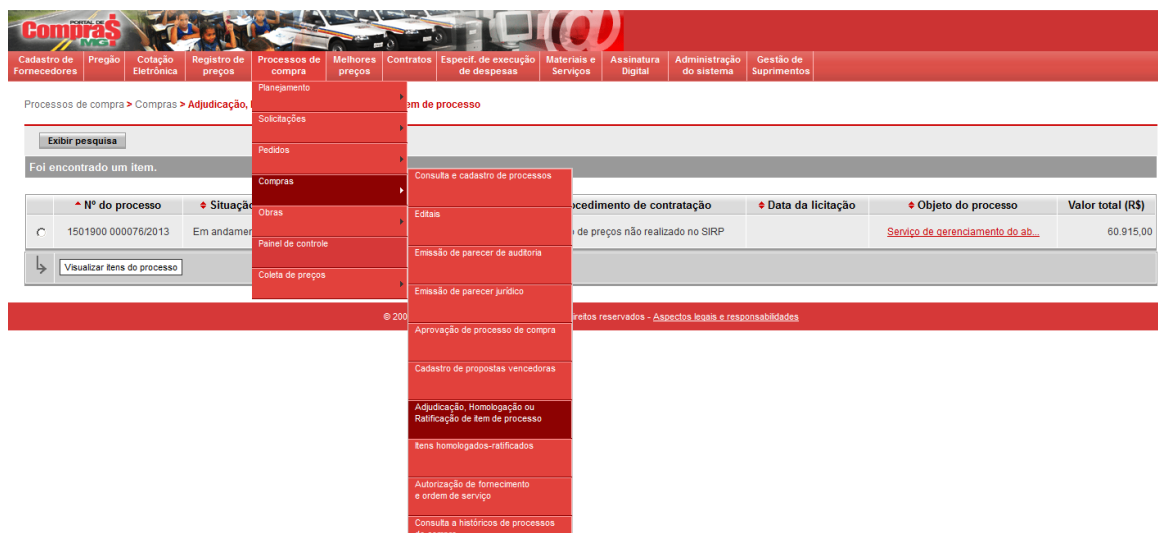 PORTAL DE
Compras
MG
Cadastro de Fornecedores
Pregão
Cotação Eletrônica
Registro de preços
Processos de compra
Melhores preços
Contratos
Especif. de execução de despesas
Materiais e Serviços
Assinatura Digital
Administração do sistema
Gestão de Suprimentos
Processos de compra > Compras > Adjudicação,
em de processo
Exibir pesquisa
Foi encontrado um item.
Planejamento
Solicitações
Pedidos
Compras
Obras
Painel de controle
Coleta de preços
Consulta e cadastro de processos
Editais
Emissão de parecer de auditoria
Emissão de parecer jurídico
Aprovação de processo de compra
Cadastro de propostas vencedoras
Adjudicação, Homologação ou
Ratificação de item de processo
Itens homologados-ratificados
Autorização de fornecimento
e ordem de serviço
Consulta a históricos de processos
de compra
Nº do processo
Situação
ocedimento de contratação
Data da licitação
Objeto do processo
Valor total (R$)
1501900 000076/2013
Em andamen
de preços não realizado no SIRP
Serviço de gerenciamento do ab...
60.915,00
Visualizar itens do processo
© 200
ireitos reservados - Aspectos legais e responsabilidades